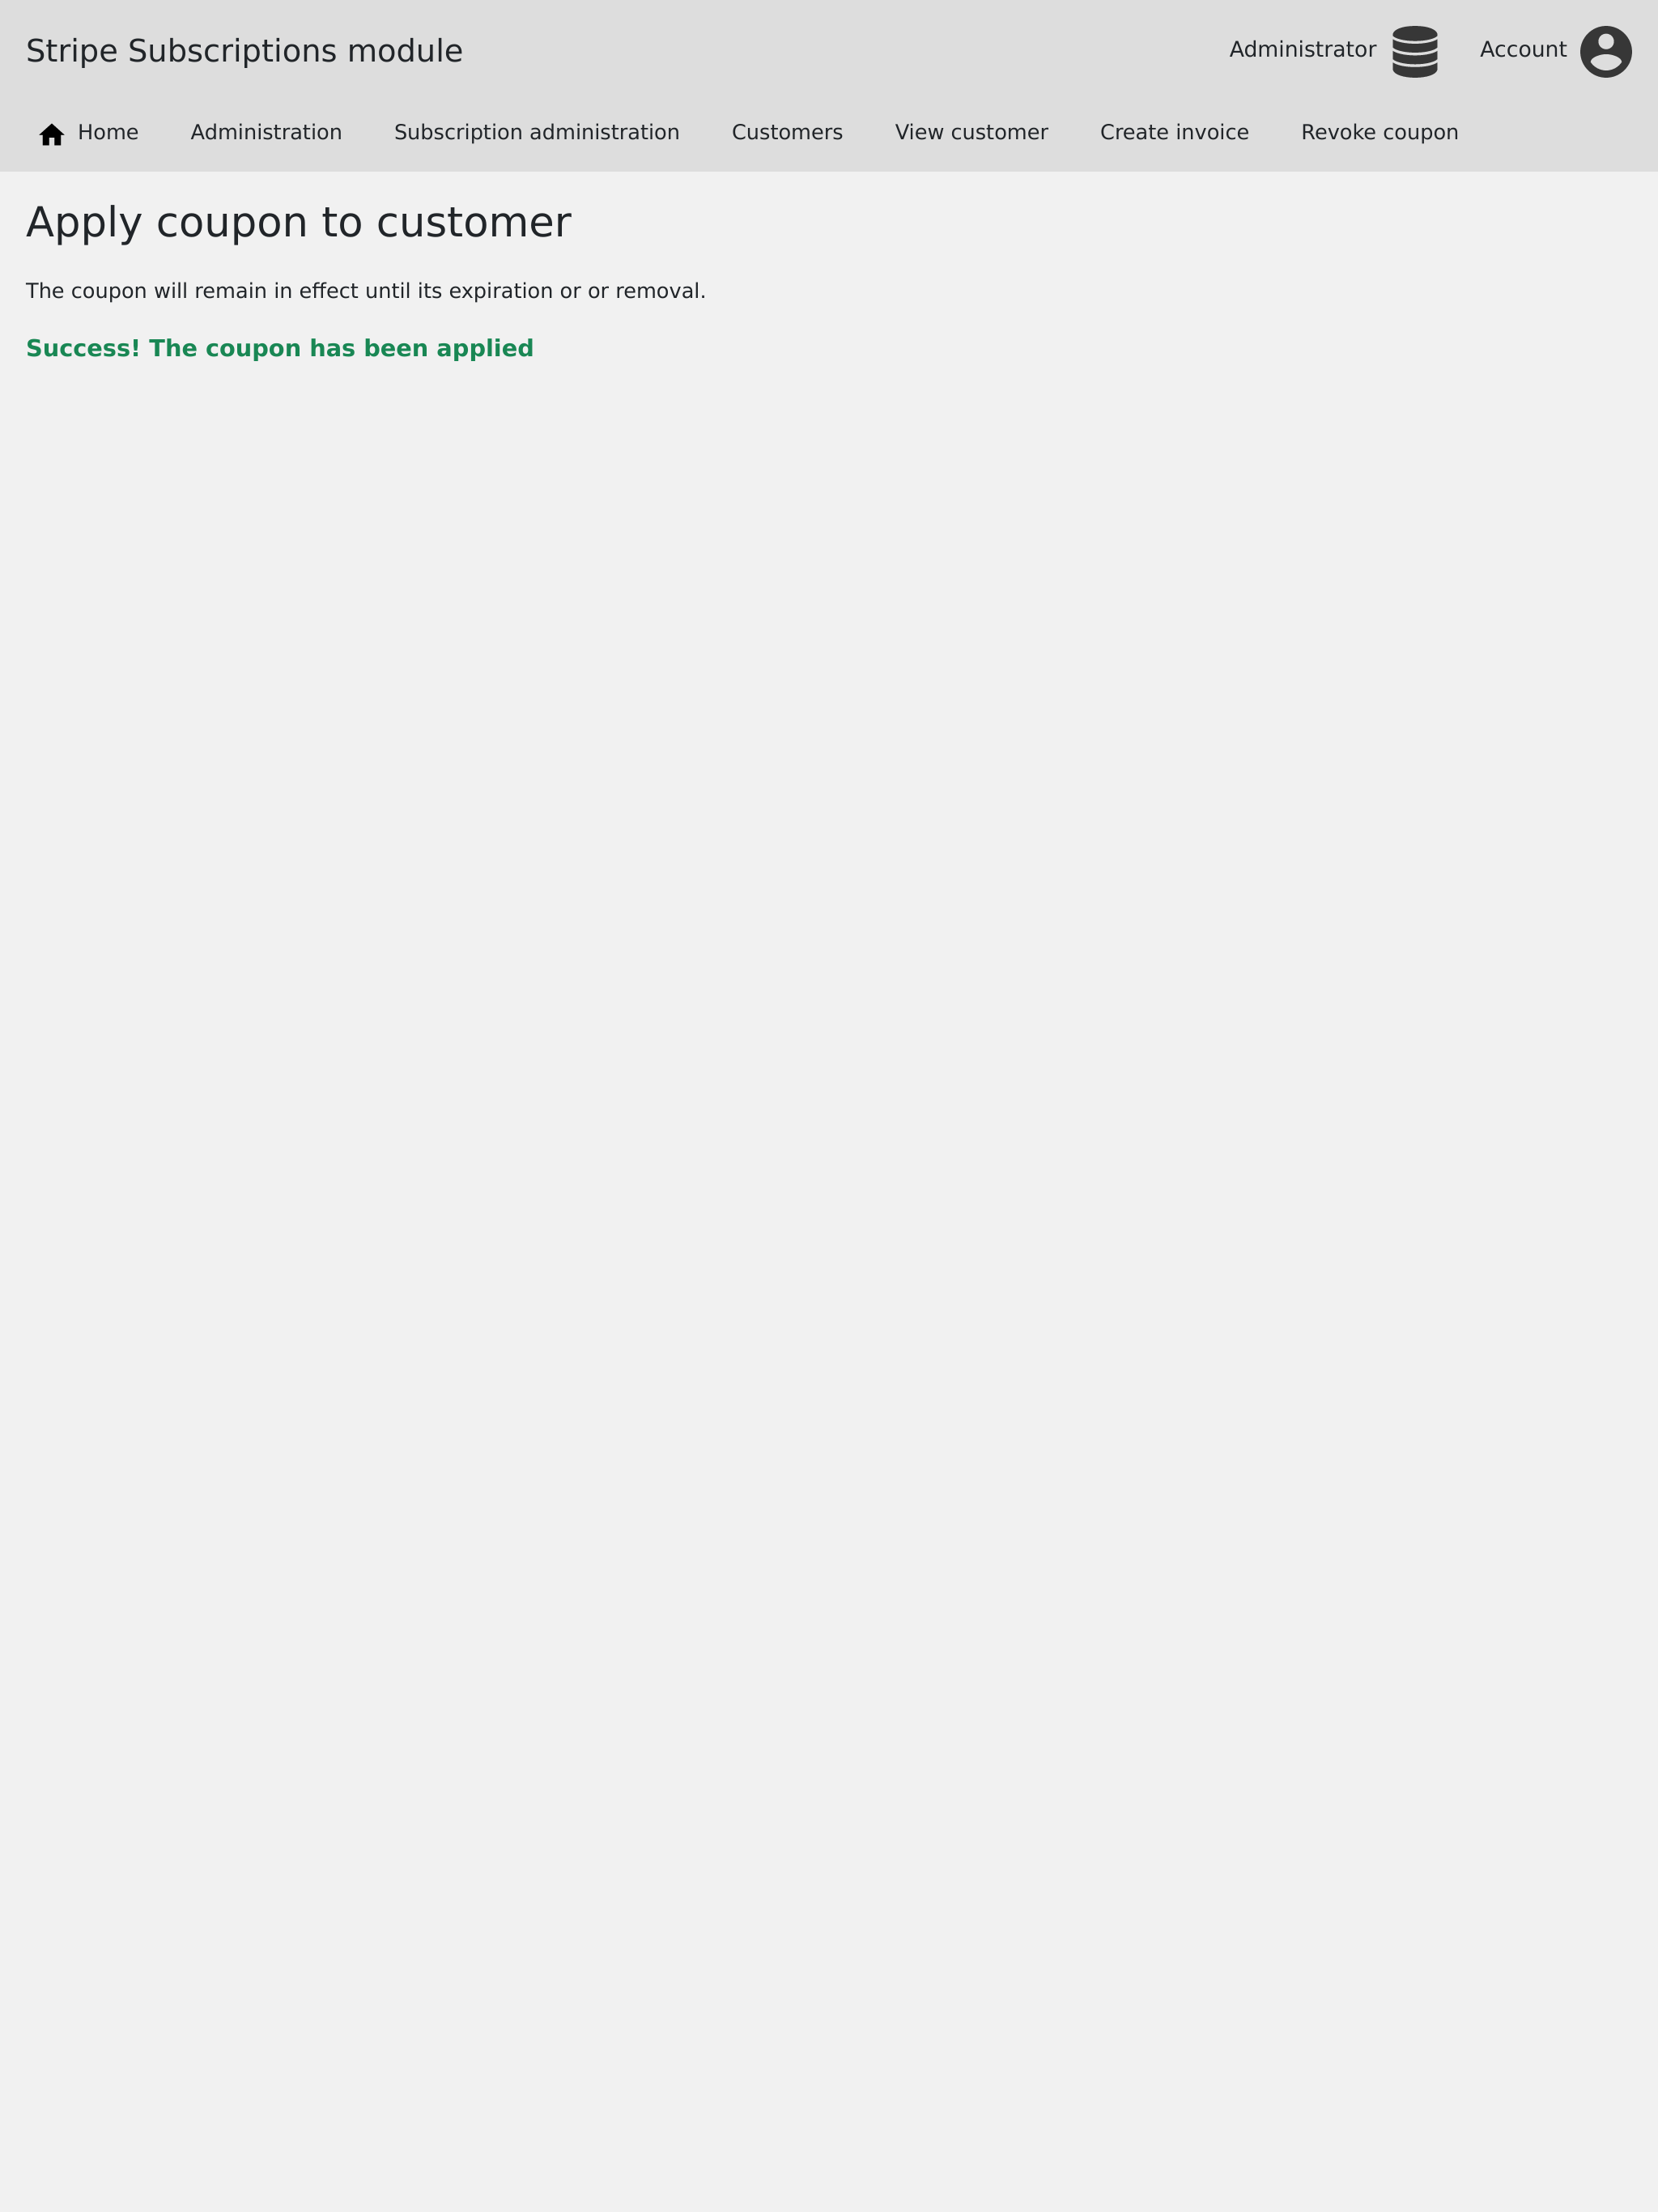 Stripe Subscriptions module
Administrator
Account
Home Administration Subscription administration Customers View customer Create invoice Revoke coupon
Apply coupon to customer
The coupon will remain in effect until its expiration or or removal.
Success! The coupon has been applied